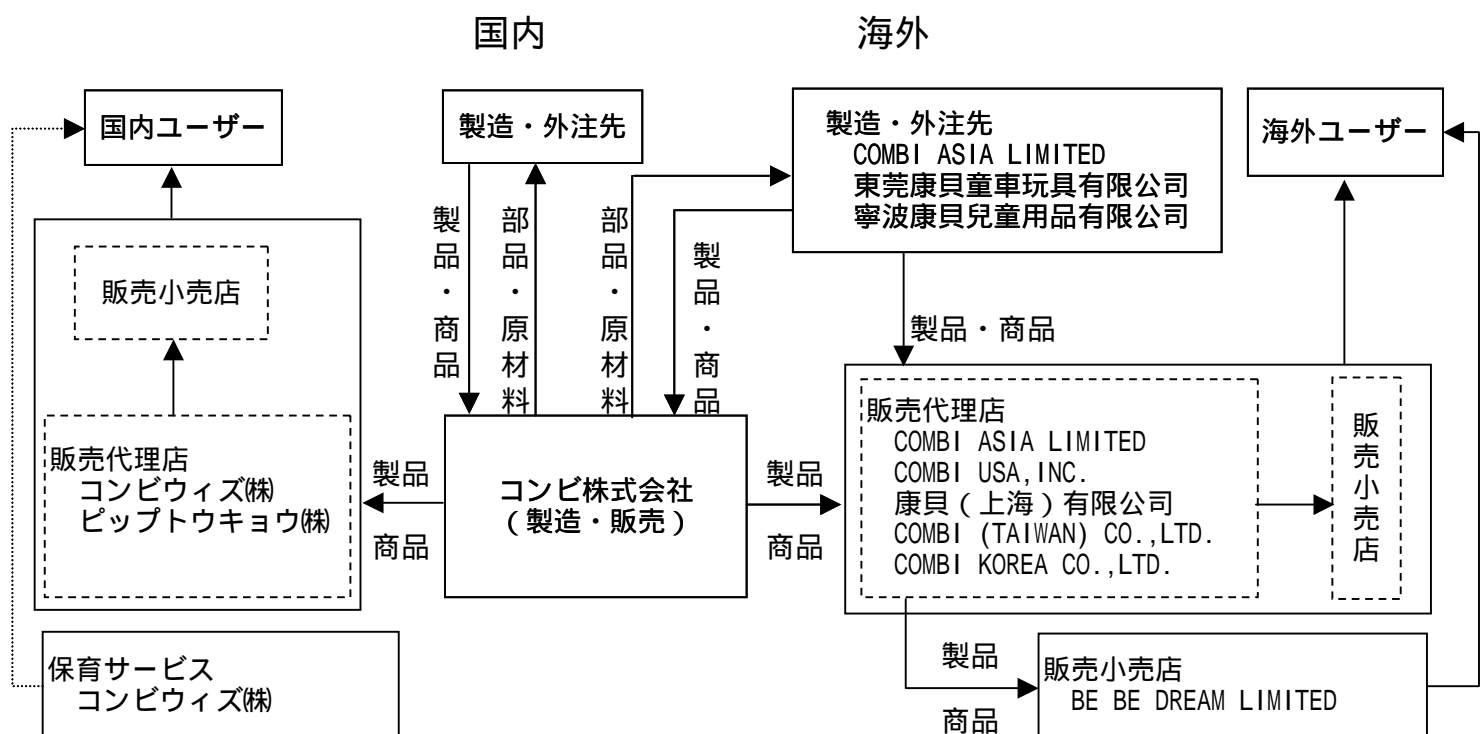 国内
海外
国内ユーザー
製造・外注先
製造・外注先
COMBI ASIA LIMITED
東莞康貝童車玩具有限公司
寧波康貝兒童用品有限公司
海外ユーザー
製品・商品
部品・原材料
部品・原材料
製品・商品
販売小売店
製品・商品
販売代理店
コンビウィズ㈱
ピップトウキョウ㈱
製品
商品
コンビ株式会社
(製造・販売)
製品
商品
販売代理店
COMBI ASIA LIMITED
COMBI USA,INC.
康貝（上海）有限公司
COMBI (TAIWAN) CO.,LTD.
COMBI KOREA CO.,LTD.
販売小売店
保育サービス
コンビウィズ㈱
製品
商品
販売小売店
BE BE DREAM LIMITED